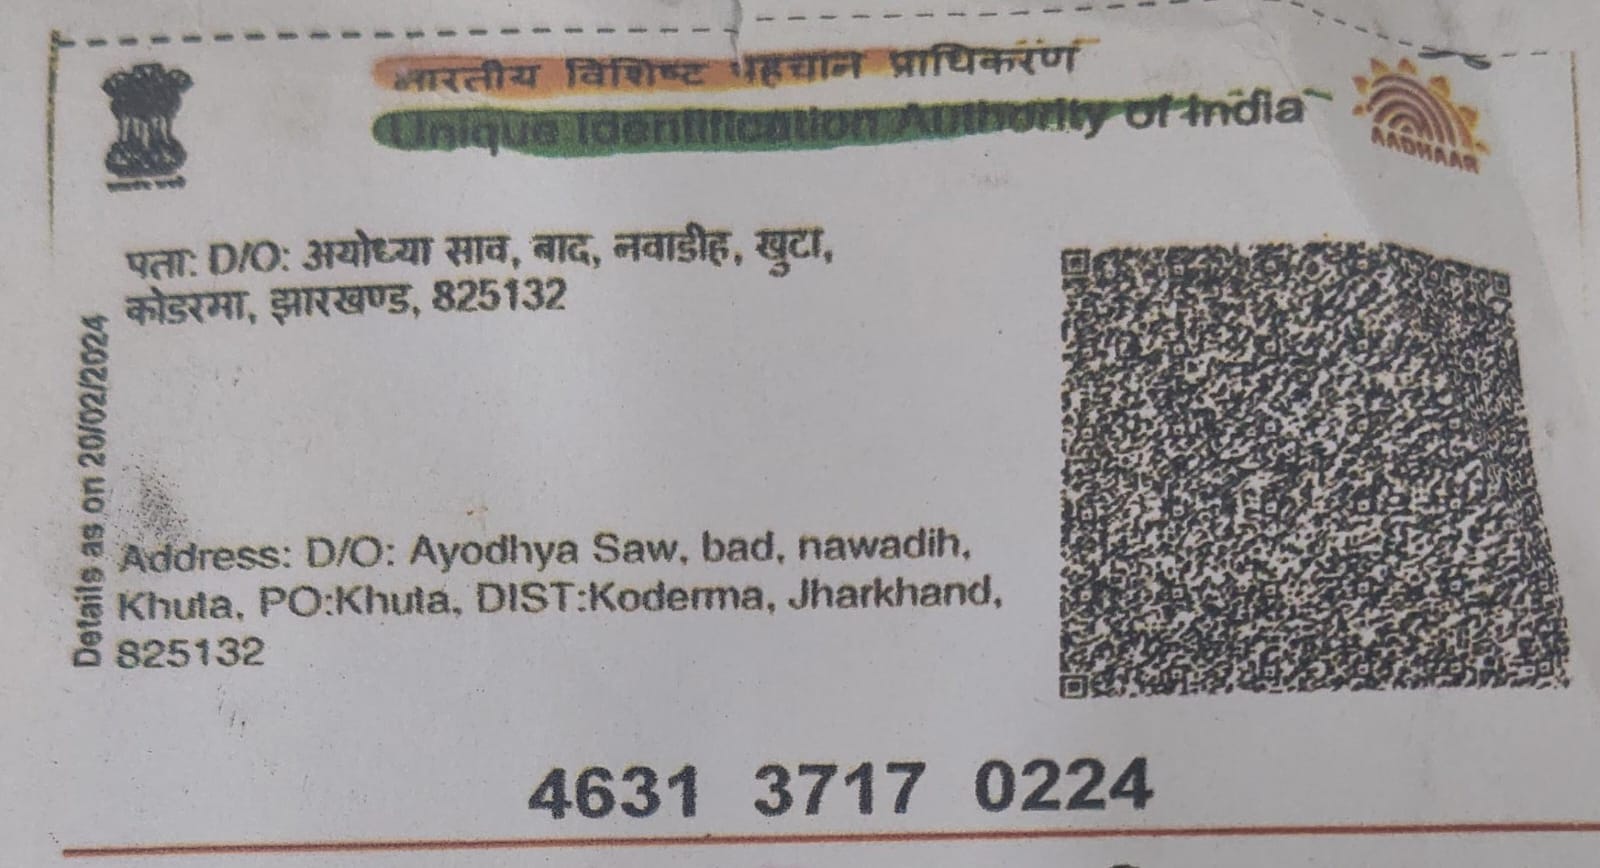 भारतीय विशिष्ट पहचान प्राधिकरण
Unique Identification Authority of India
AADHAAR
पता: D/O: अयोध्या साव, बाद, नवाडीह, खुटा,
कोडरमा, झारखण्ड, 825132
Details as on 20/02/2024
Address: D/O: Ayodhya Saw, bad, nawadih,
Khuta, PO:Khuta, DIST:Koderma, Jharkhand,
825132
4631 3717 0224